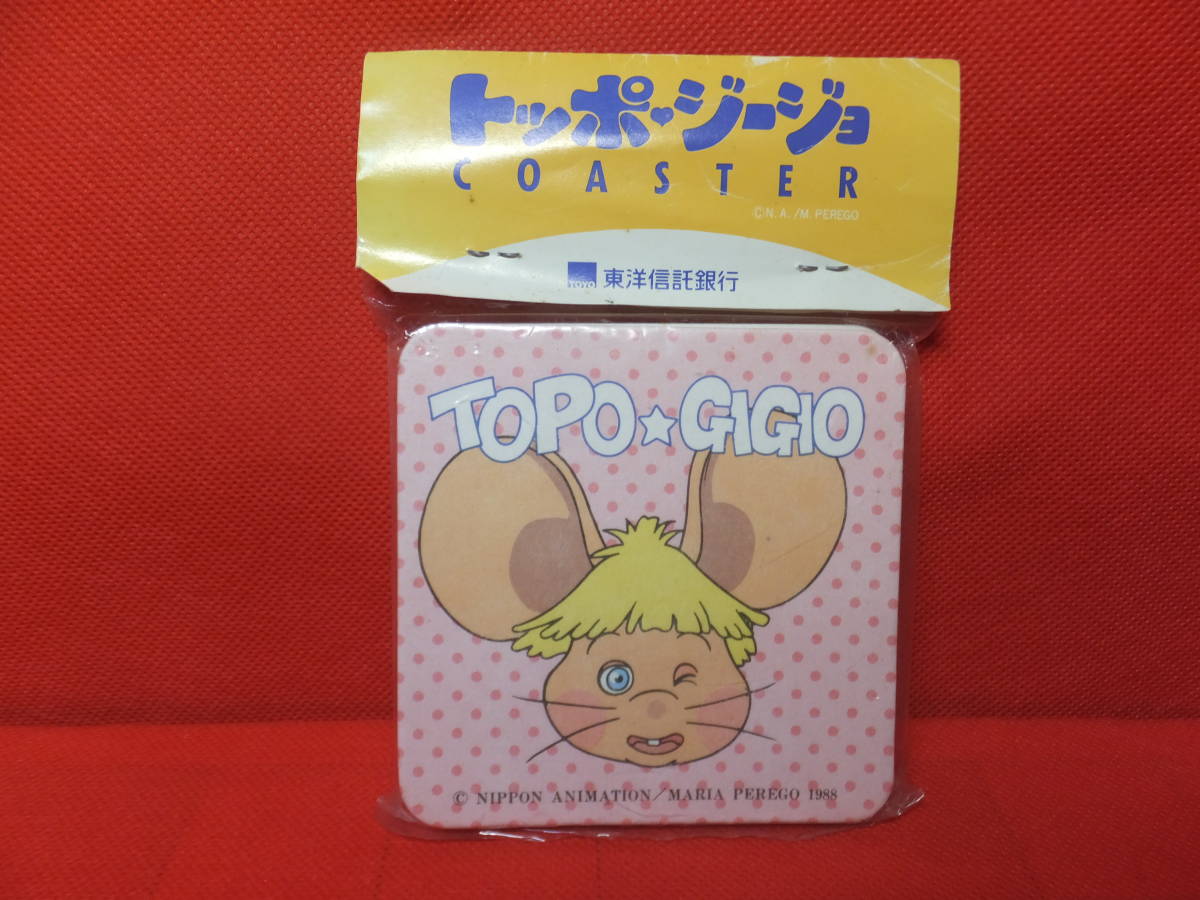 トッポ・ジージョ
COASTER
©N.A./M. PEREGO
TOYO 東洋信託銀行
TOPO☆GIGIO
© NIPPON ANIMATION/MARIA PEREGO 1988